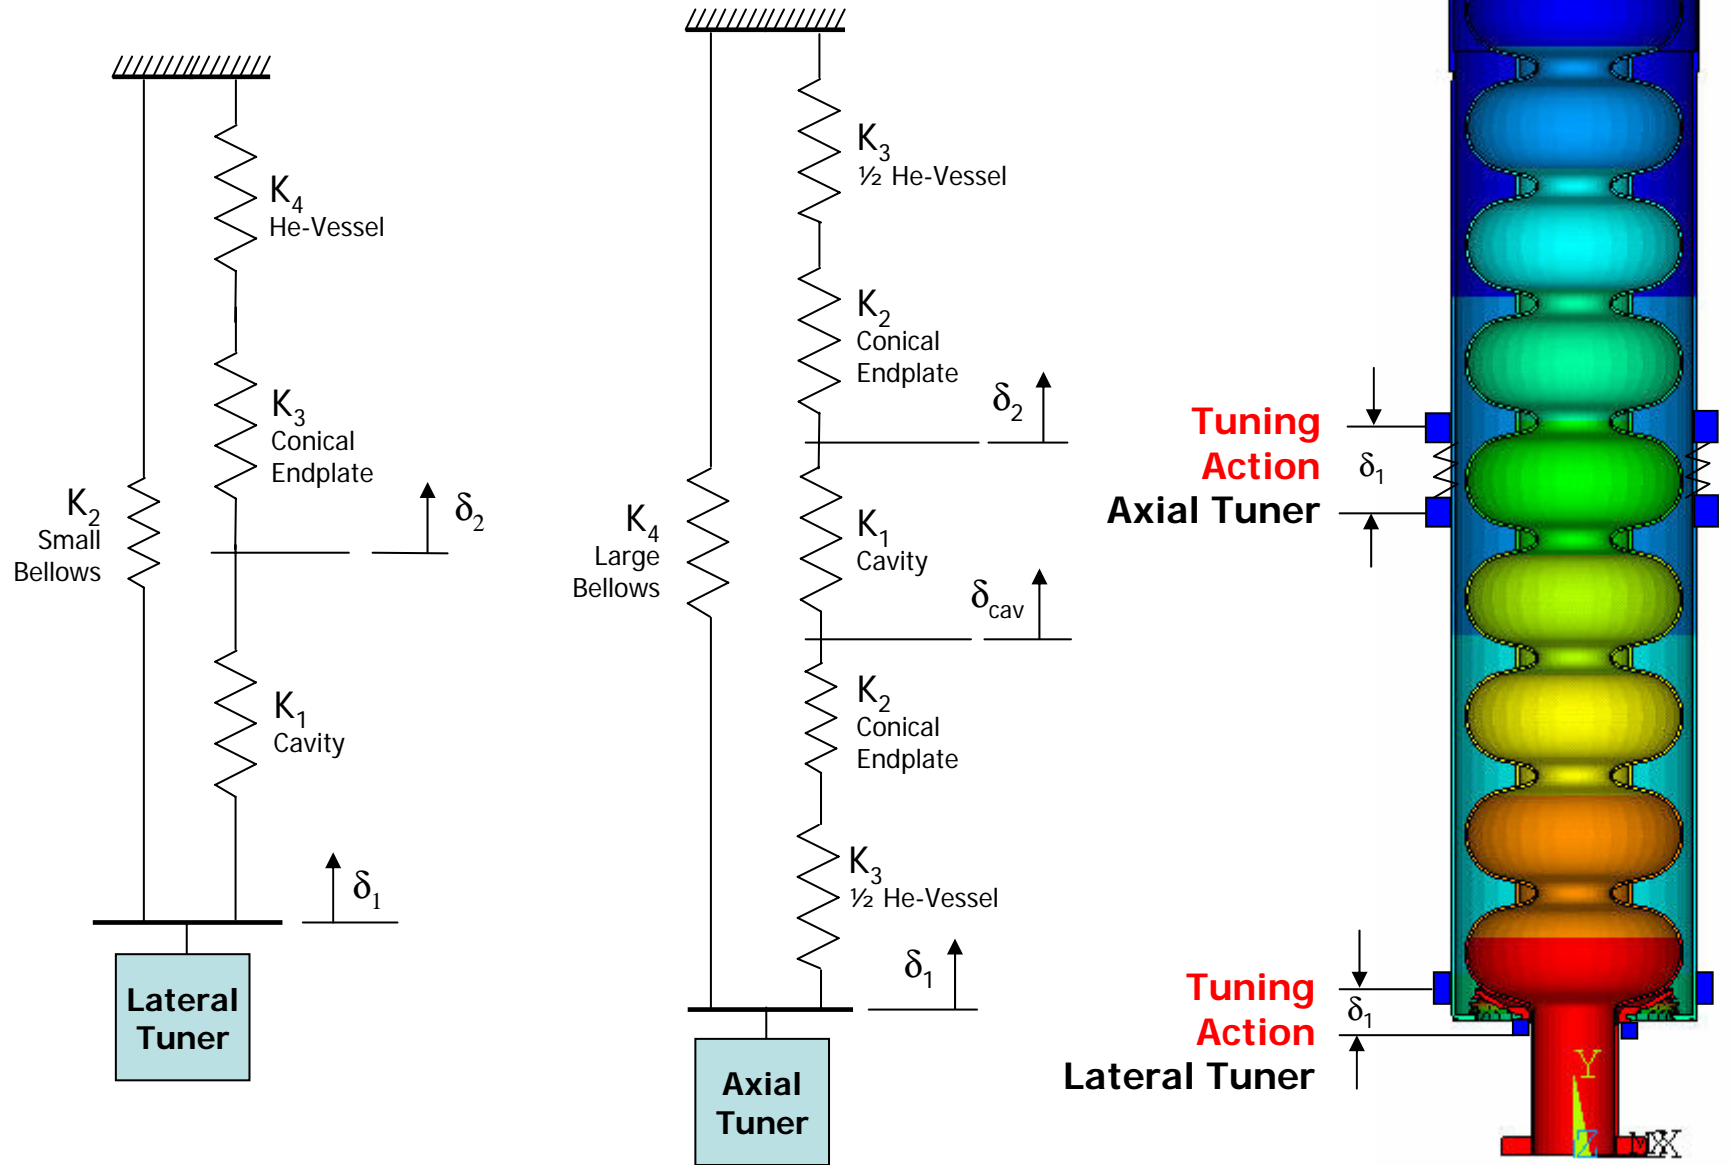 K4
He-Vessel
K3
Conical
Endplate
K2
Small
Bellows
δ2
K1
Cavity
δ1
Lateral
Tuner
K3
½ He-Vessel
K2
Conical
Endplate
δ2
K4
Large
Bellows
K1
Cavity
δcav
K2
Conical
Endplate
K3
½ He-Vessel
δ1
Axial
Tuner
Tuning
Action
Axial Tuner
δ1
Tuning
Action
Lateral Tuner
δ1
Y
Z
X